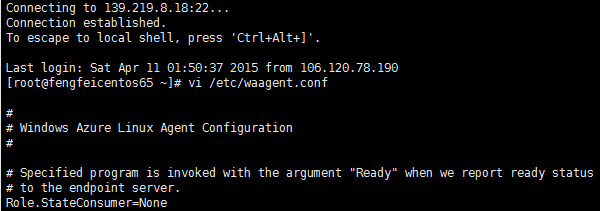 Connecting to 139.219.8.18:22...
Connection established.
To escape to local shell, press 'Ctrl+Alt+]'.
Last login: Sat Apr 11 01:50:37 2015 from 106.120.78.190
[root@fengfeicentos65 ~]# vi /etc/waagent.conf
#
# Windows Azure Linux Agent Configuration
#
# Specified program is invoked with the argument "Ready" when we report ready status
# to the endpoint server.
Role.StateConsumer=None